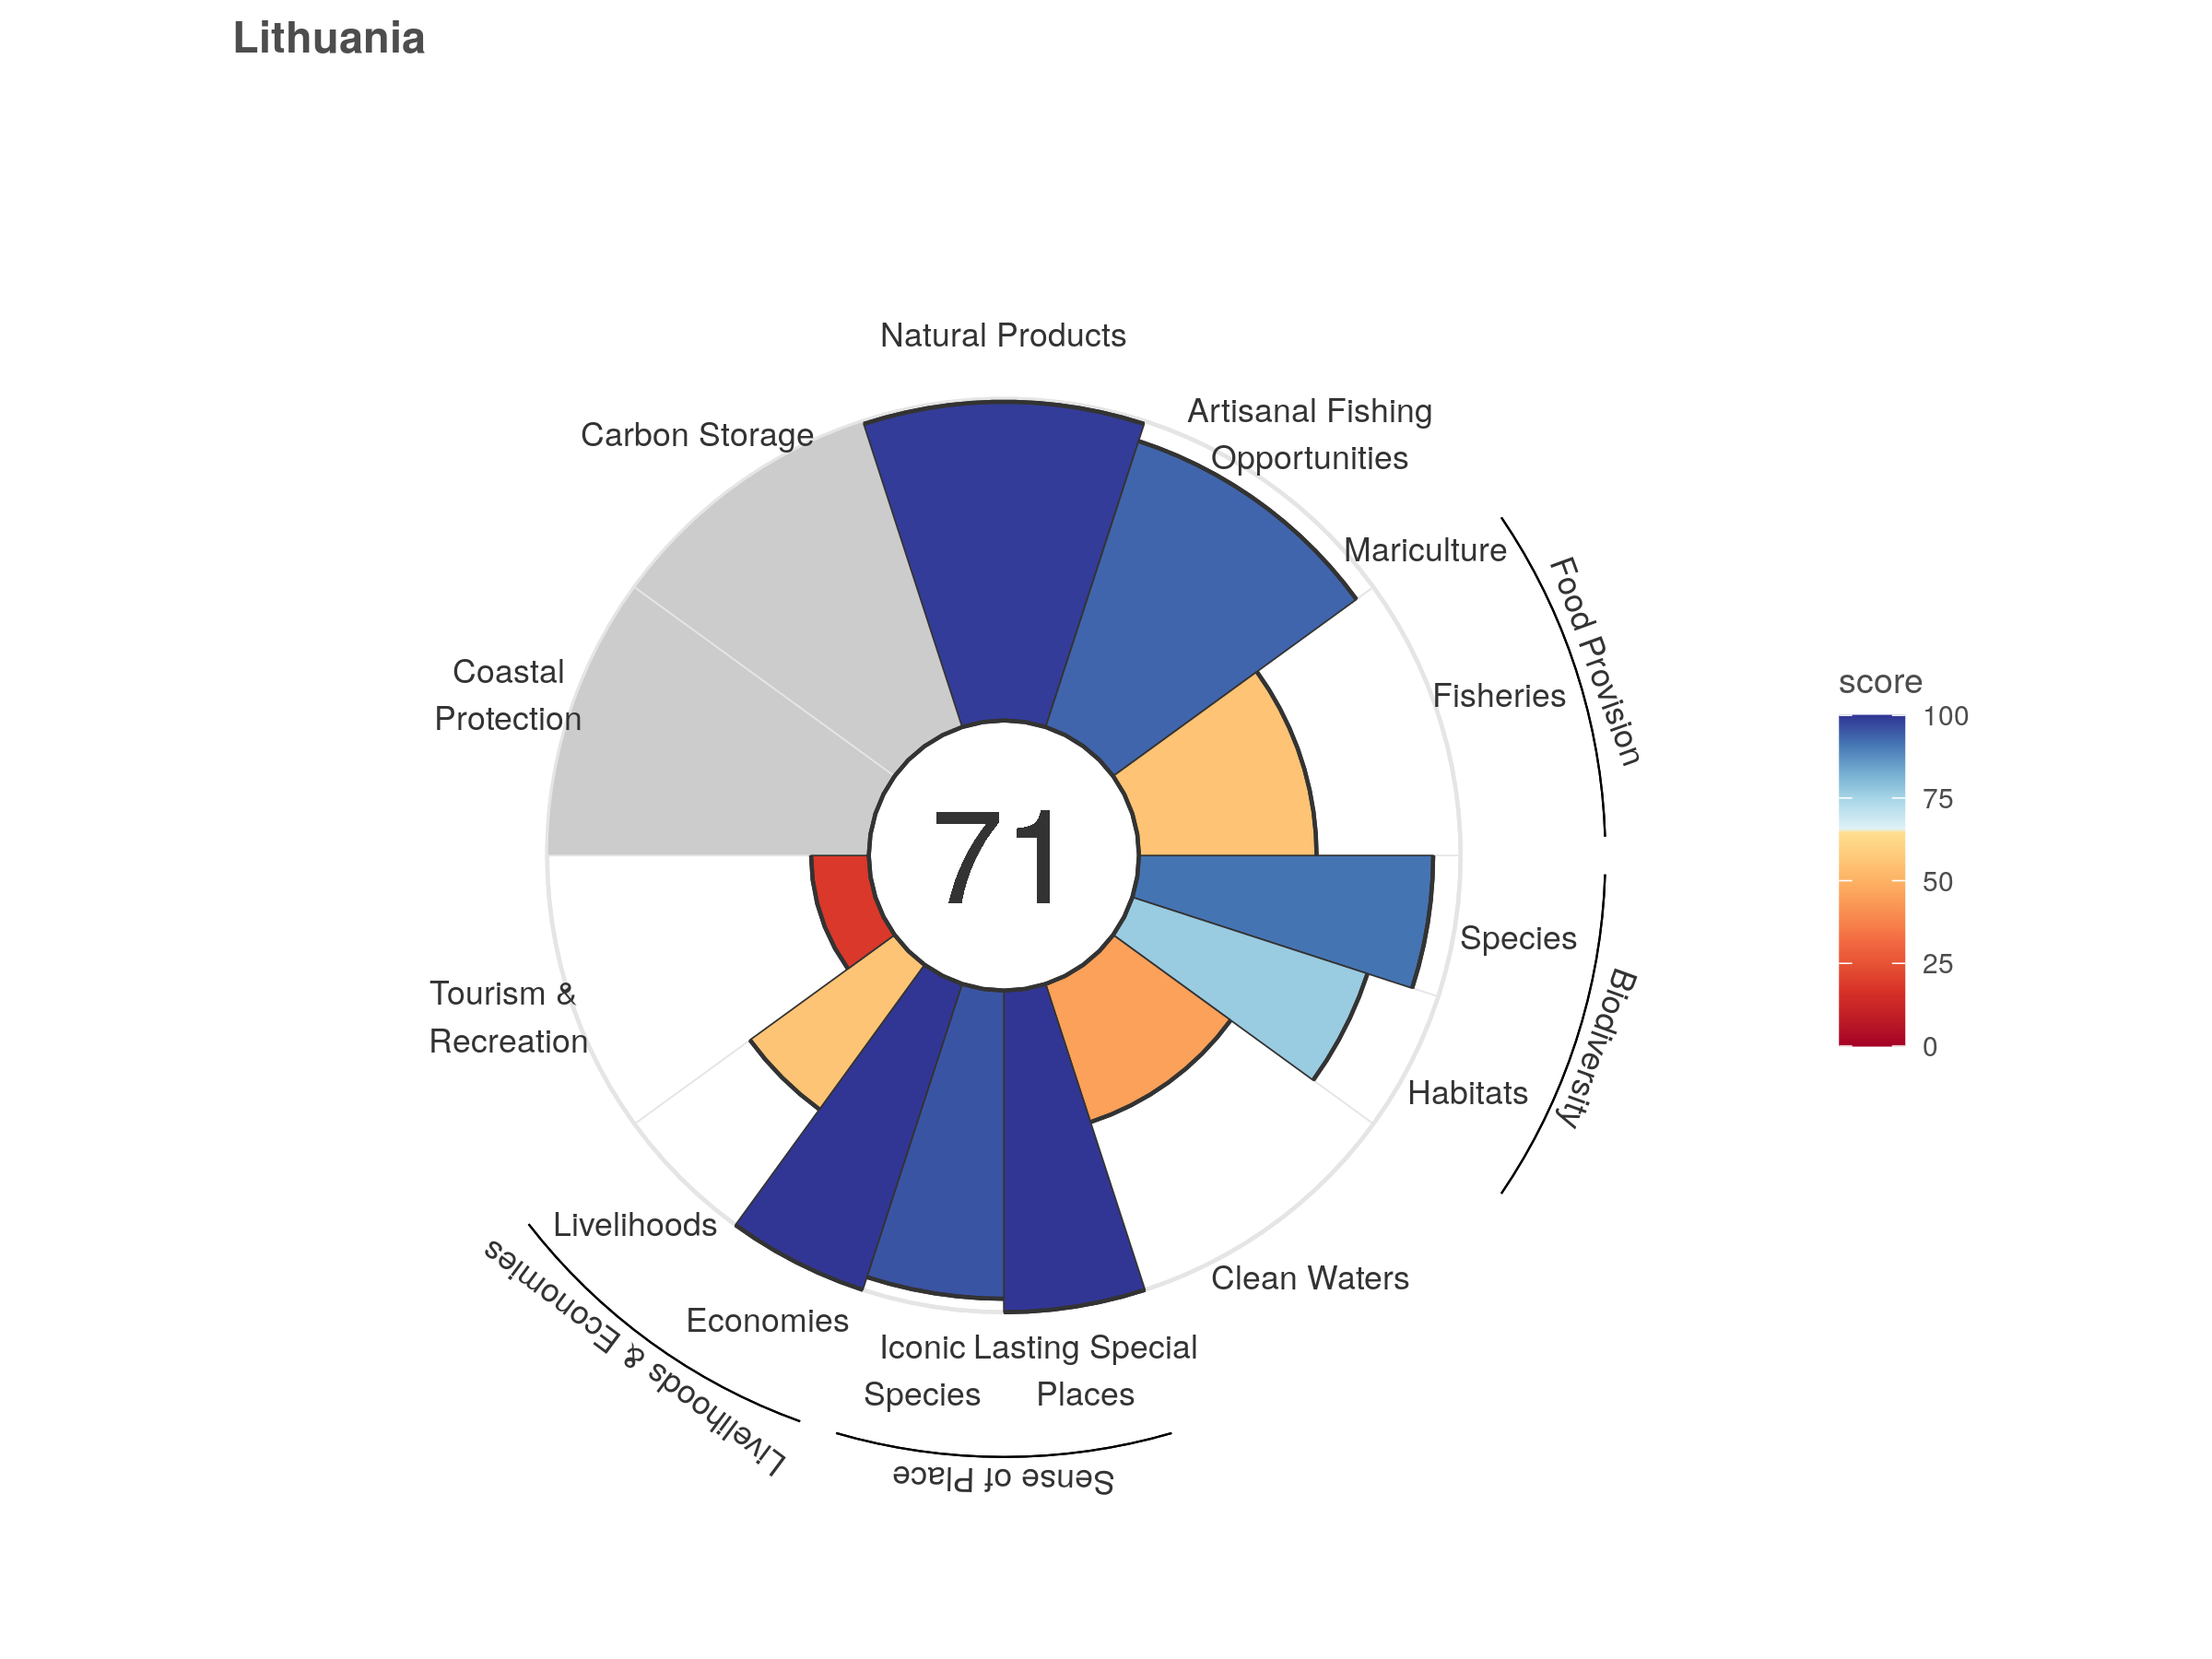 Lithuania
Natural Products
Artisanal Fishing
Opportunities
Carbon Storage
Mariculture
Food Provision
Fisheries
Coastal
Protection
score
100
75
50
25
0
71
Species
Biodiversity
Habitats
Tourism &
Recreation
Livelihoods
Livelihoods & Economies
Economies
Clean Waters
Iconic
Species
Lasting Special
Places
Sense of Place